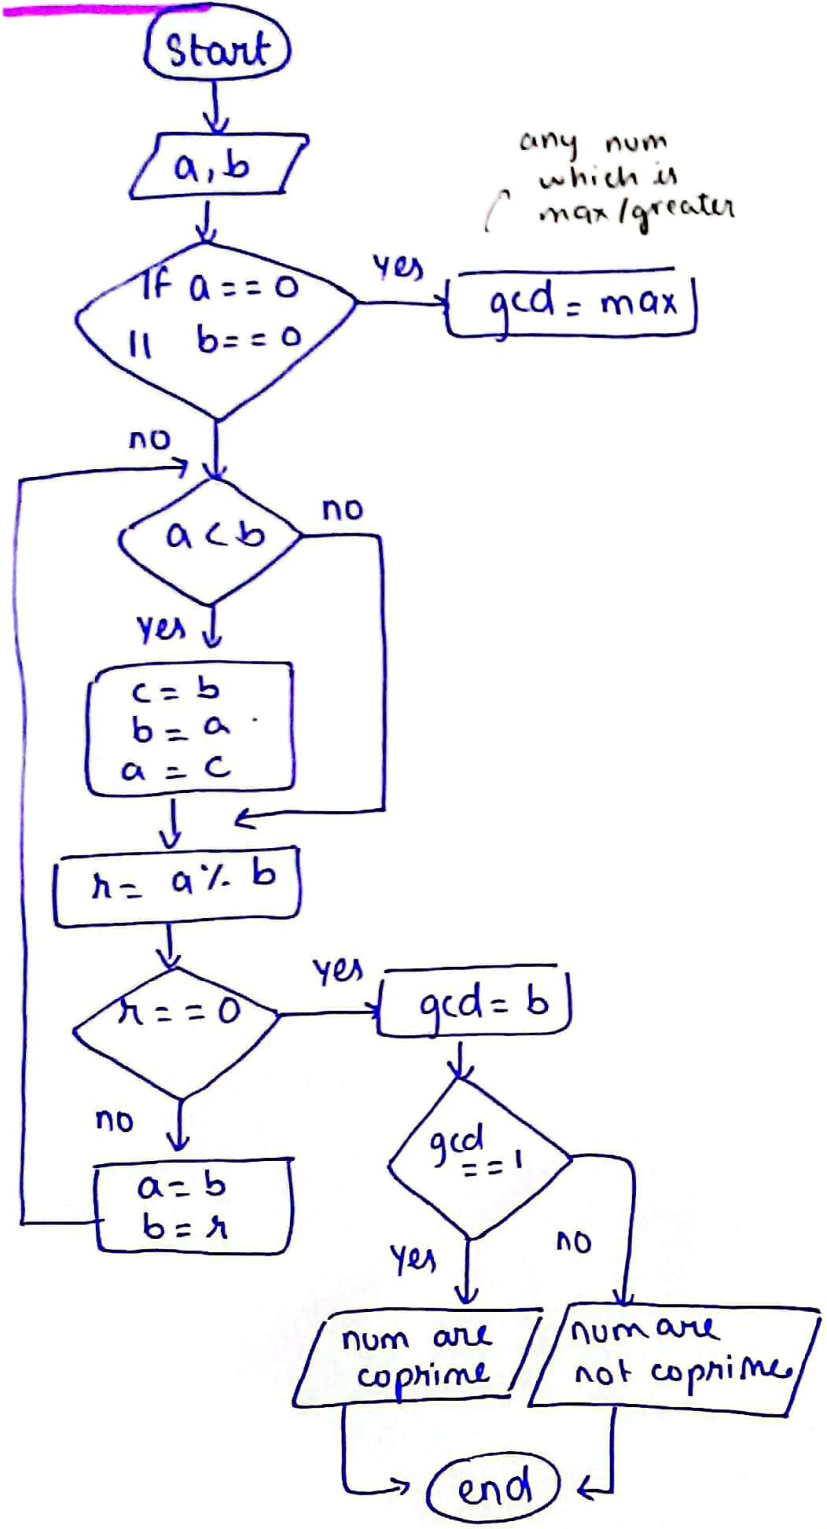 Start
a, b
any num
which is
max/greater
If a == 0
|| b == 0
yes
gcd = max
no
a < b
no
yes
c = b
b = a
a = c
r = a % b
r == 0
yes
gcd = b
no
a = b
b = r
gcd
== 1
yes
no
num are
coprime
num are
not coprime
end